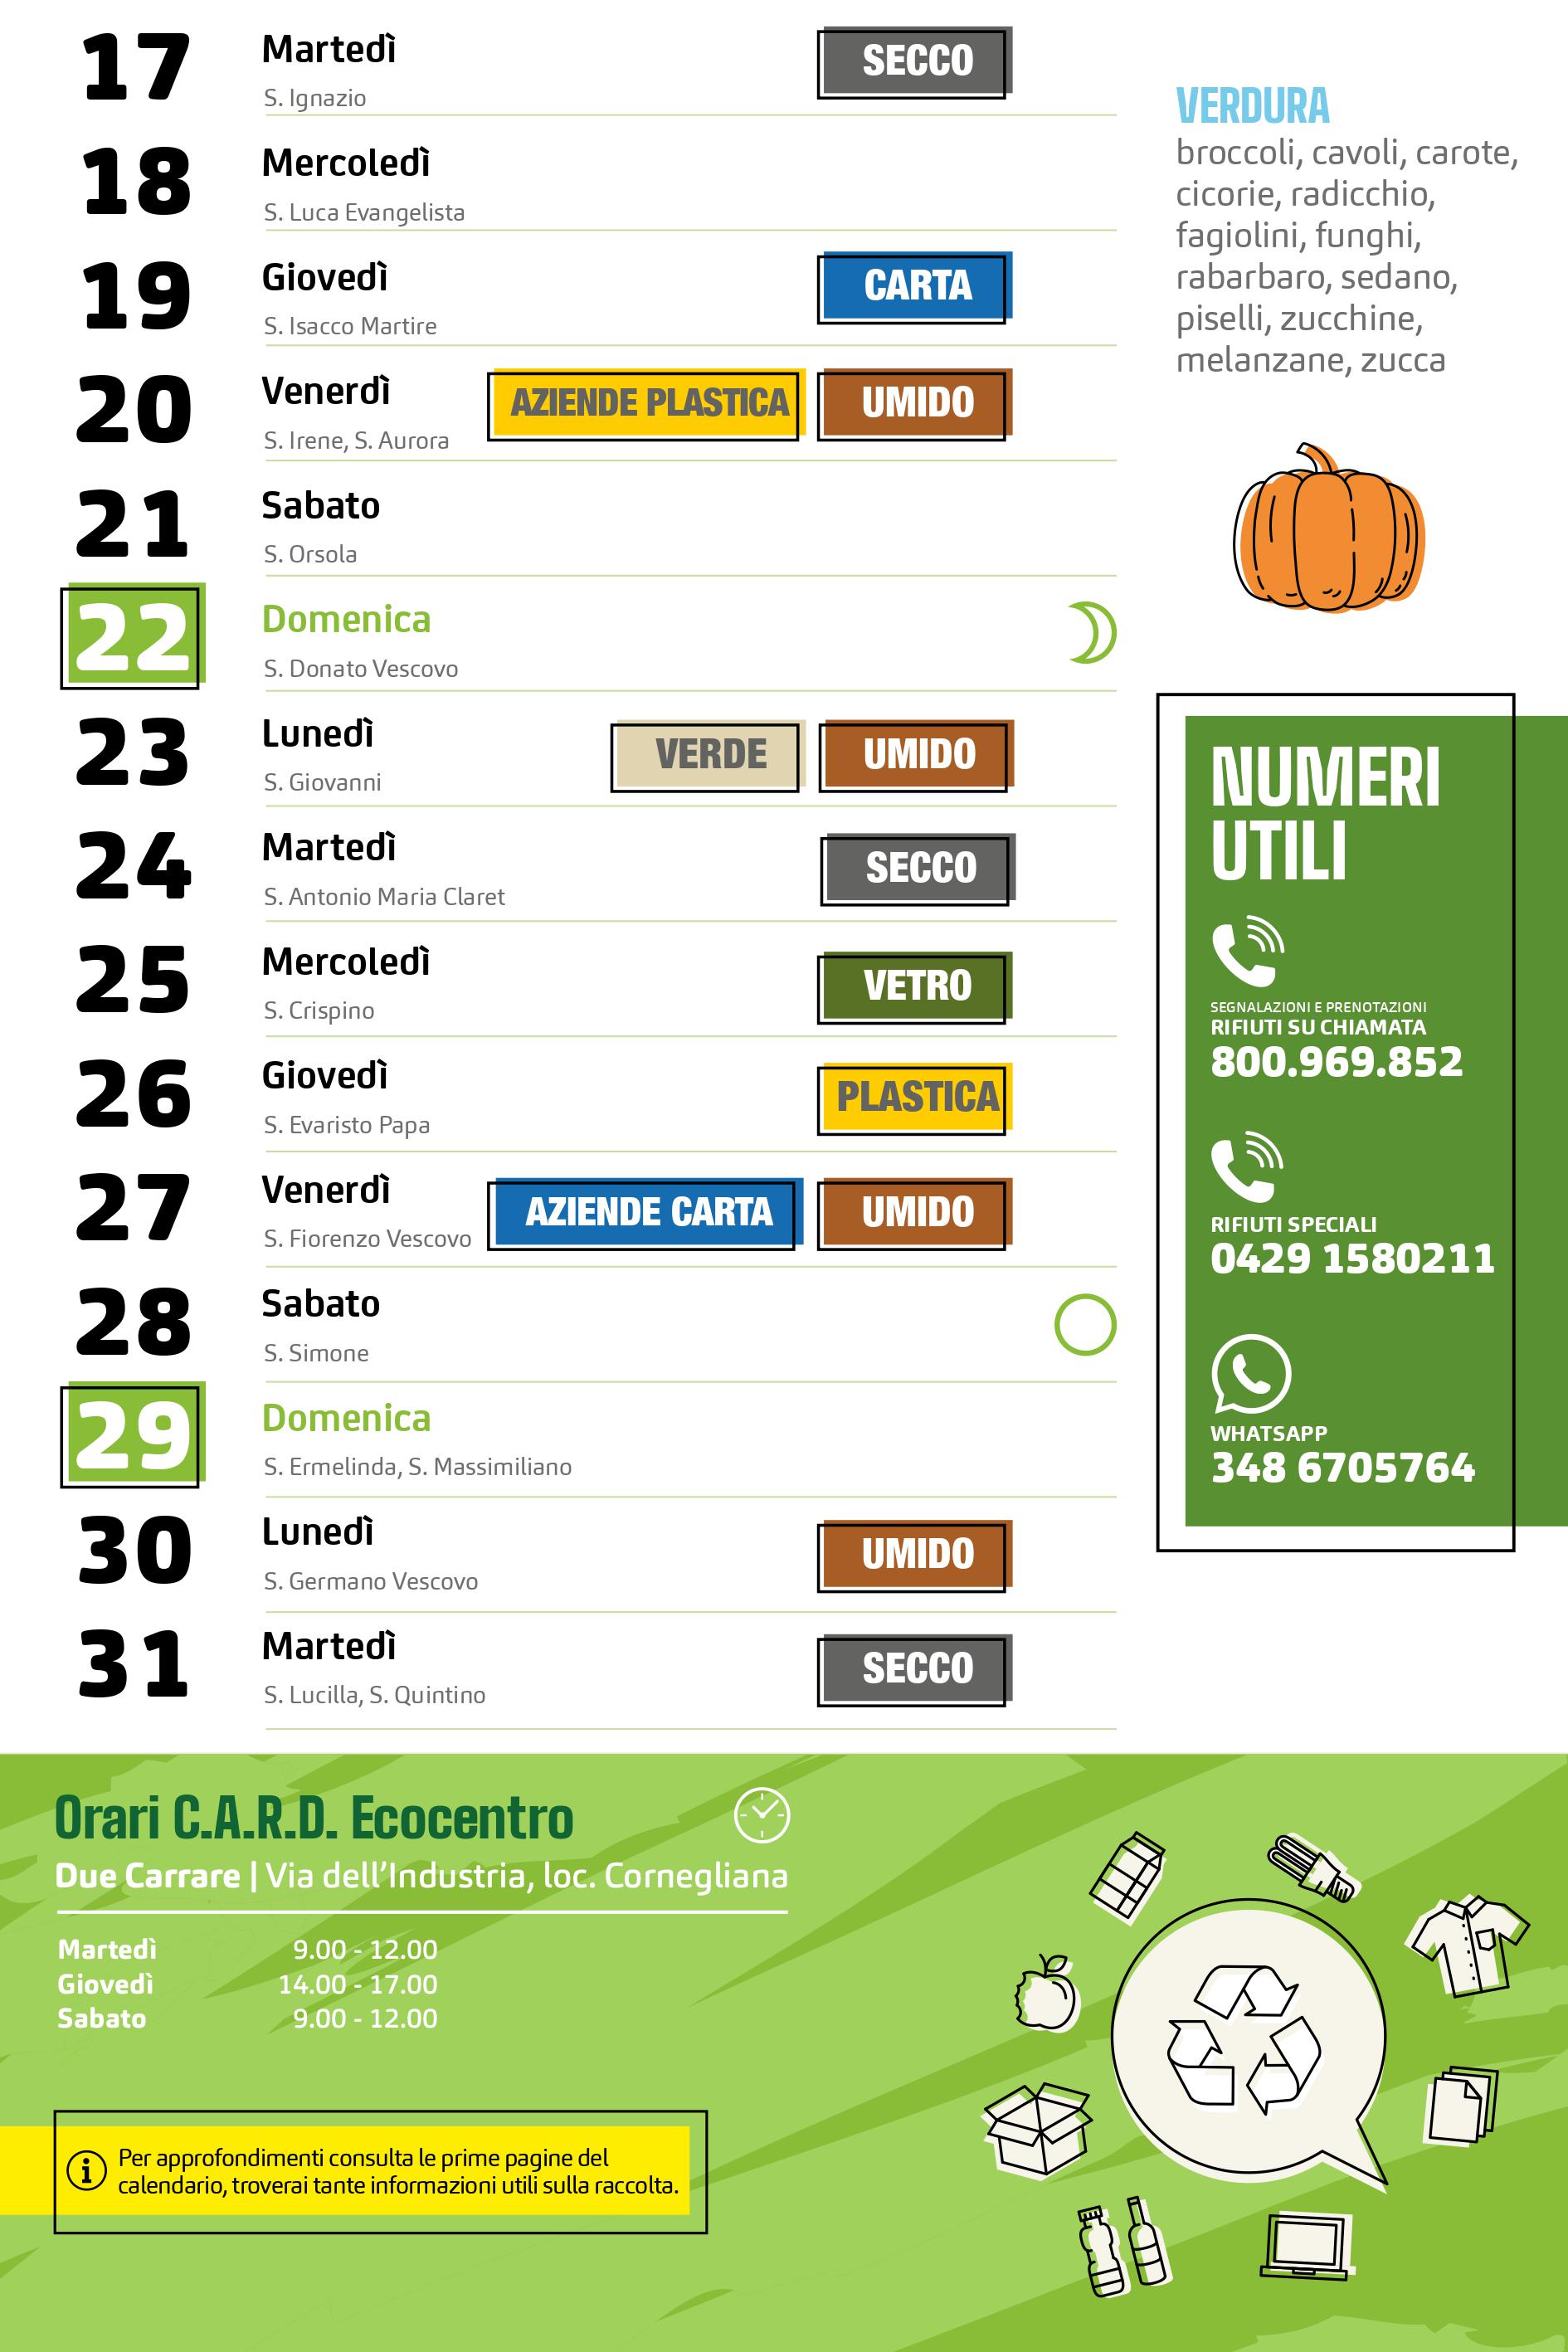 17 Martedì SECCO
S. Ignazio
18 Mercoledì
S. Luca Evangelista
19 Giovedì CARTA
S. Isacco Martire
20 Venerdì AZIENDE PLASTICA UMIDO
S. Irene, S. Aurora
21 Sabato
S. Orsola
22 Domenica
S. Donato Vescovo
23 Lunedì VERDE UMIDO
S. Giovanni
24 Martedì SECCO
S. Antonio Maria Claret
25 Mercoledì VETRO
S. Crispino
26 Giovedì PLASTICA
S. Evaristo Papa
27 Venerdì AZIENDE CARTA UMIDO
S. Fiorenzo Vescovo
28 Sabato
S. Simone
29 Domenica
S. Ermelinda, S. Massimiliano
30 Lunedì UMIDO
S. Germano Vescovo
31 Martedì SECCO
S. Lucilla, S. Quintino
VERDURA
broccoli, cavoli, carote,
cicorie, radicchio,
fagiolini, funghi,
rabarbaro, sedano,
piselli, zucchine,
melanzane, zucca
NUMERI
UTILI
SEGNALAZIONI E PRENOTAZIONI
RIFIUTI SU CHIAMATA
800.969.852
RIFIUTI SPECIALI
0429 1580211
WHATSAPP
348 6705764
Orari C.A.R.D. Ecocentro
Due Carrare | Via dell'Industria, loc. Cornegliana
Martedì 9.00 - 12.00
Giovedì 14.00 - 17.00
Sabato 9.00 - 12.00
Per approfondimenti consulta le prime pagine del
calendario, troverai tante informazioni utili sulla raccolta.